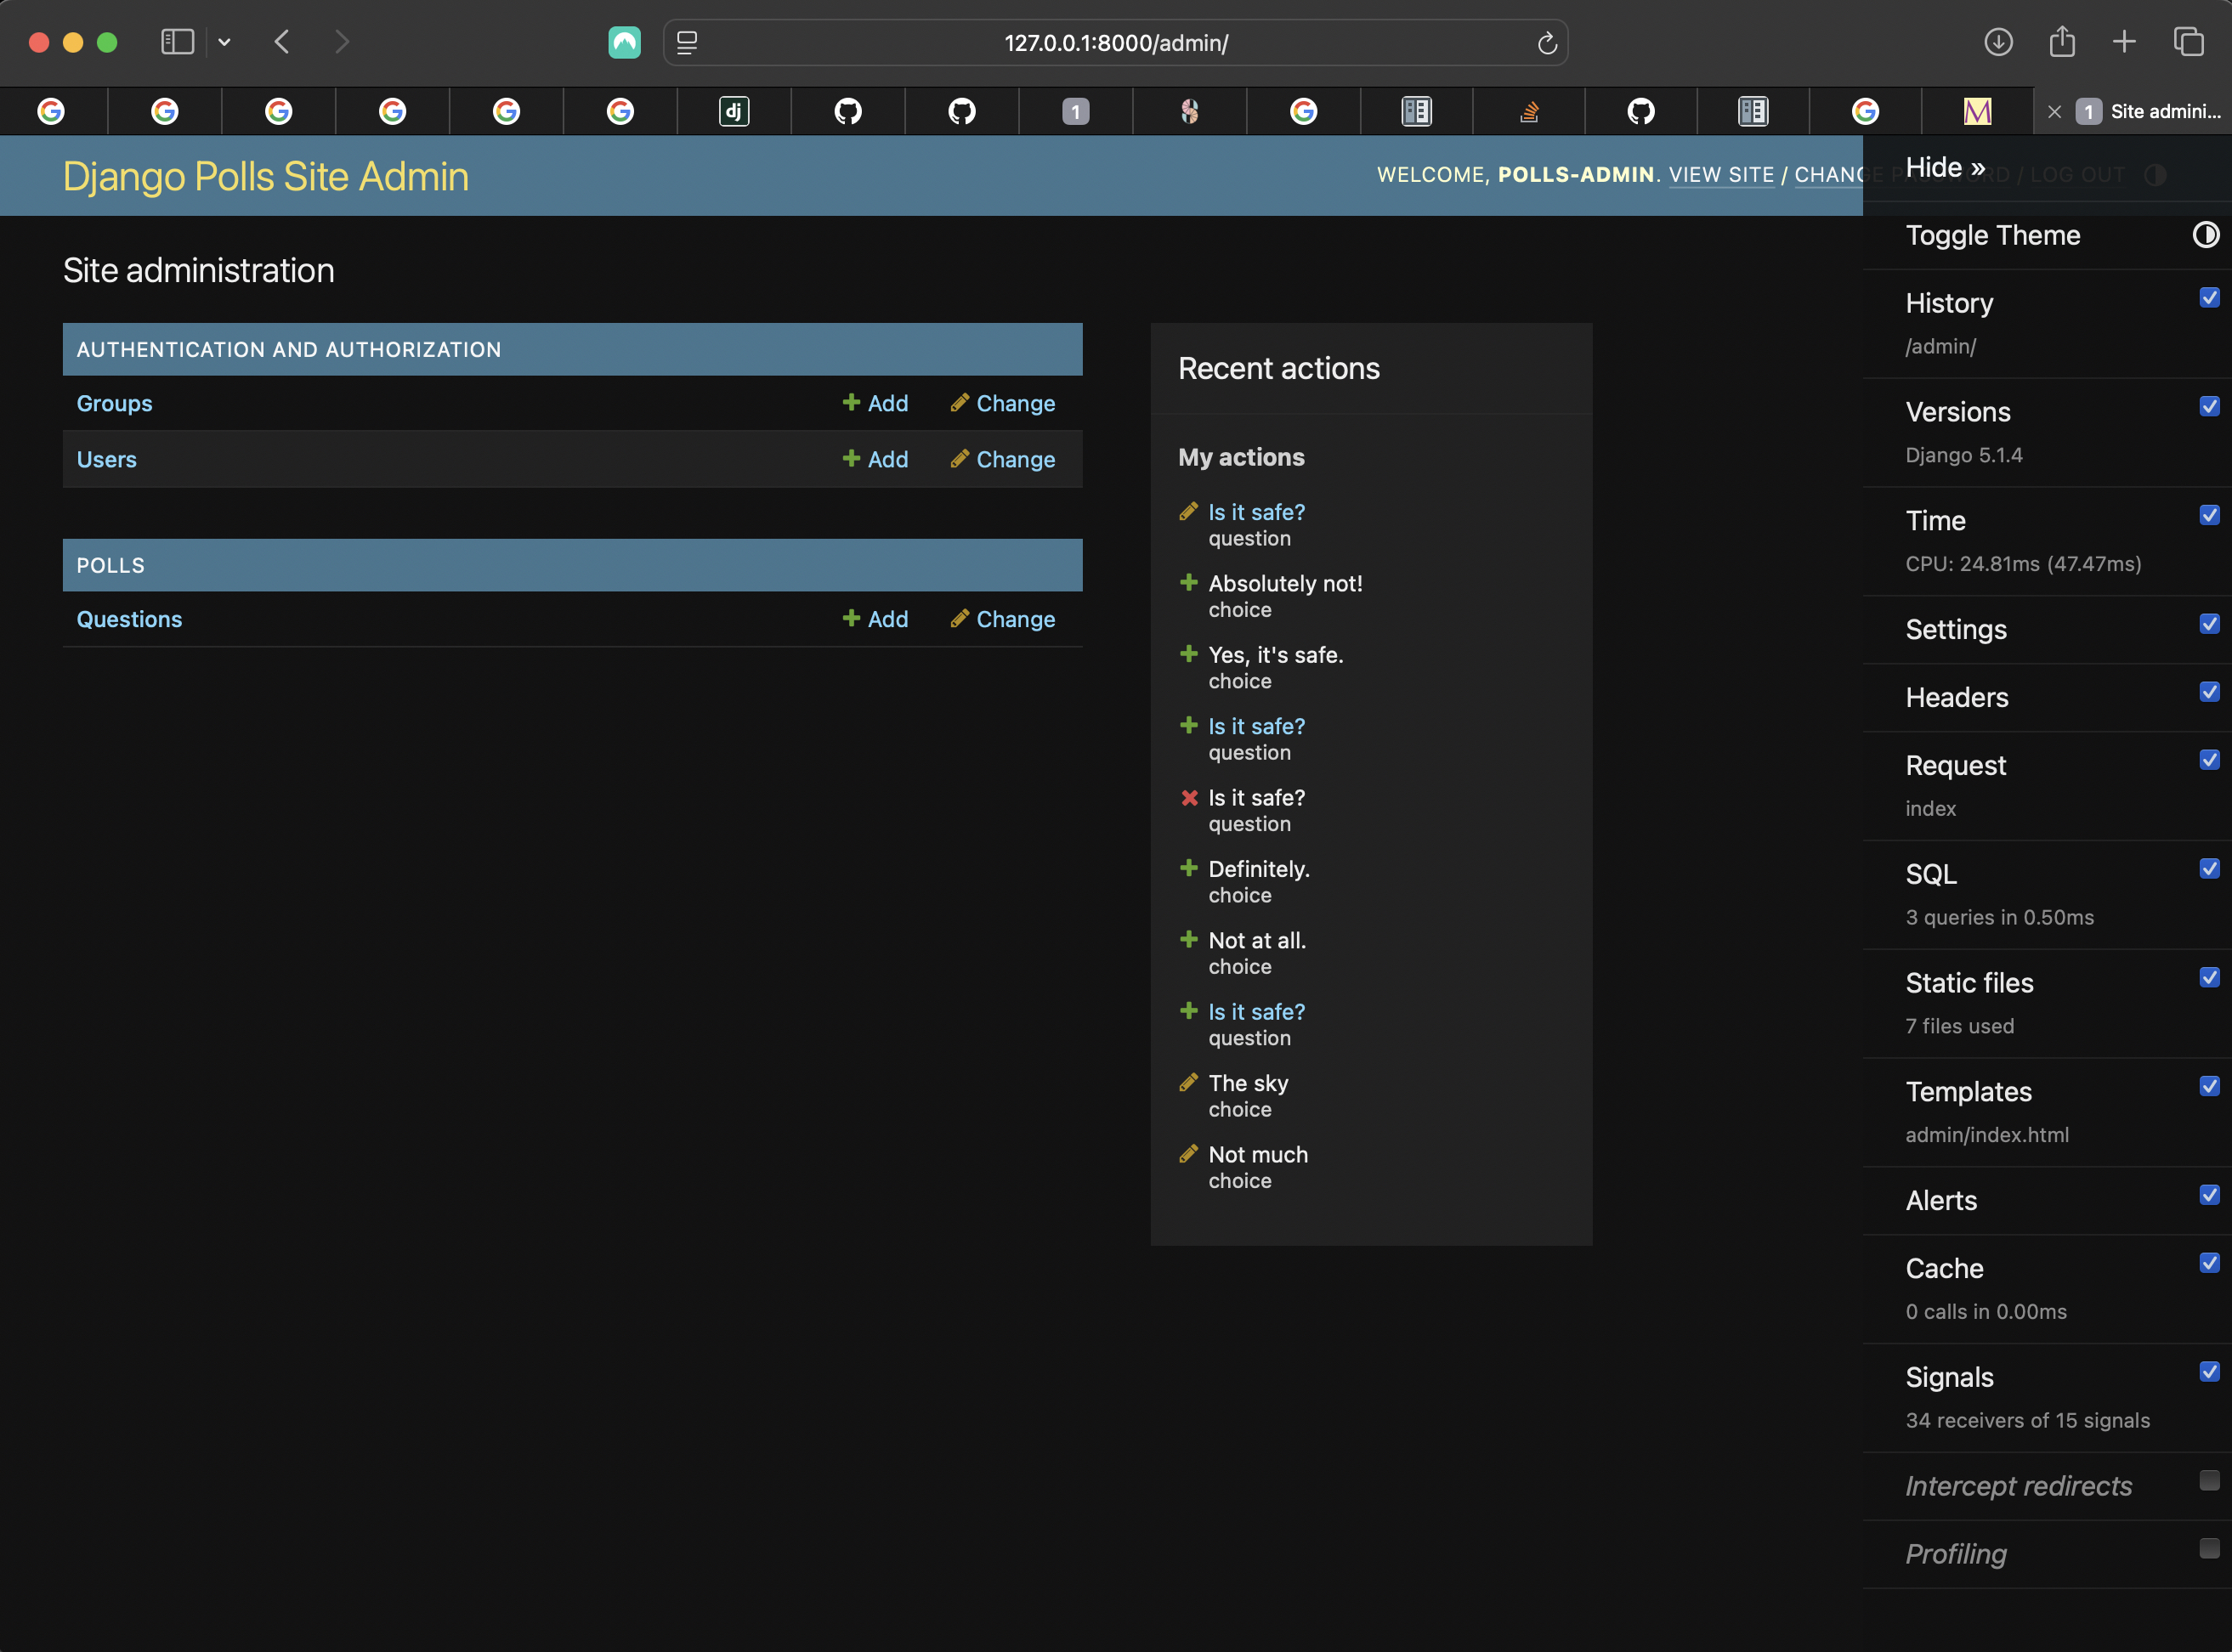 127.0.0.1:8000/admin/
dj
1
1 Site admini...
Django Polls Site Admin
WELCOME, POLLS-ADMIN. VIEW SITE / CHANGE PASSWORD / LOG OUT
Site administration
AUTHENTICATION AND AUTHORIZATION
Groups Add Change
Users Add Change
POLLS
Questions Add Change
Recent actions
My actions
Is it safe?
question
Absolutely not!
choice
Yes, it's safe.
choice
Is it safe?
question
Is it safe?
question
Definitely.
choice
Not at all.
choice
Is it safe?
question
The sky
choice
Not much
choice
Hide »
Toggle Theme
History
/admin/
Versions
Django 5.1.4
Time
CPU: 24.81ms (47.47ms)
Settings
Headers
Request
index
SQL
3 queries in 0.50ms
Static files
7 files used
Templates
admin/index.html
Alerts
Cache
0 calls in 0.00ms
Signals
34 receivers of 15 signals
Intercept redirects
Profiling